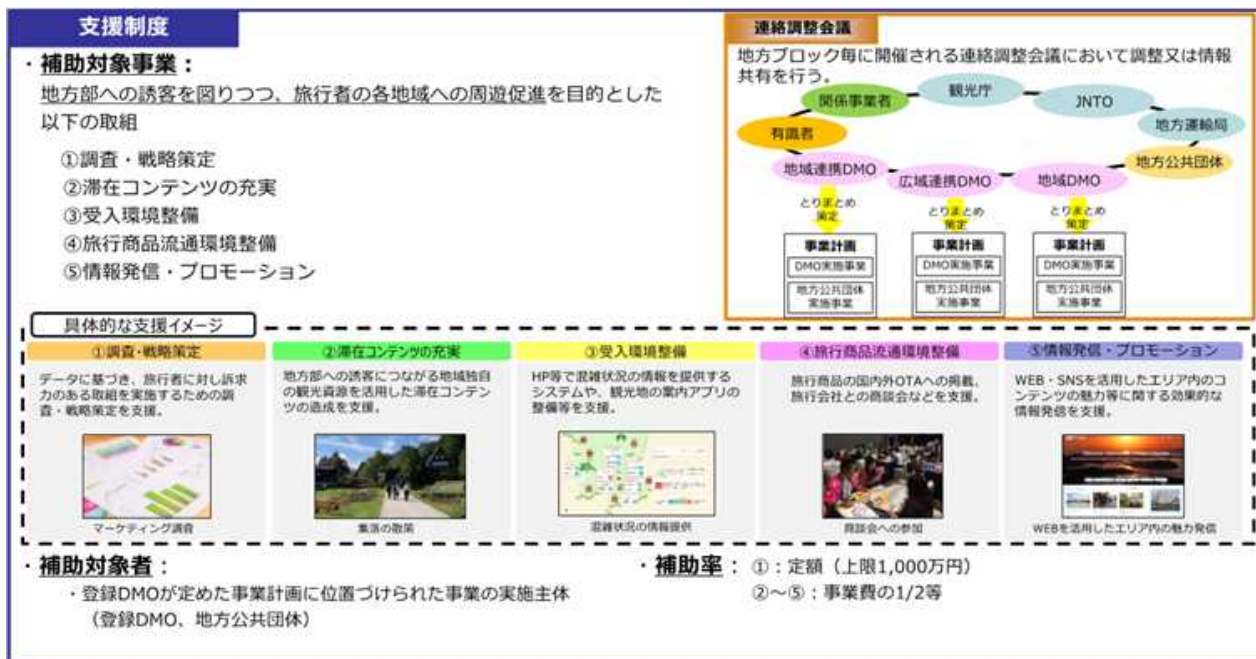 支援制度
・補助対象事業：
地方部への誘客を図りつつ、旅行者の各地域への周遊促進を目的とした
以下の取組
①調査・戦略策定
②滞在コンテンツの充実
③受入環境整備
④旅行商品流通環境整備
⑤情報発信・プロモーション
連絡調整会議
地方ブロック毎に開催される連絡調整会議において調整又は情報
共有を行う。
関係事業者
観光庁
JNTO
地方運輸局
有識者
地方公共団体
地域連携DMO
広域連携DMO
地域DMO
とりまとめ
策定
とりまとめ
策定
とりまとめ
策定
事業計画
DMO実施事業
地方公共団体
実施事業
事業計画
DMO実施事業
地方公共団体
実施事業
事業計画
DMO実施事業
地方公共団体
実施事業
具体的な支援イメージ
①調査・戦略策定
データに基づき、旅行者に対し訴求
力のある取組を実施するための調
査・戦略策定を支援。
マーケティング調査
②滞在コンテンツの充実
地方部への誘客につながる地域独自
の観光資源を活用した滞在コンテン
ツの造成を支援。
集落の散策
③受入環境整備
HP等で混雑状況の情報を提供する
システムや、観光地の案内アプリの
整備等を支援。
混雑状況の情報提供
④旅行商品流通環境整備
旅行商品の国内外OTAへの掲載、
旅行会社との商談会などを支援。
商談会への参加
⑤情報発信・プロモーション
WEB・SNSを活用したエリア内のコ
ンテンツの魅力等に関する効果的な
情報発信を支援。
WEBを活用したエリア内の魅力発信
・補助対象者：
・登録DMOが定めた事業計画に位置づけられた事業の実施主体
（登録DMO、地方公共団体）
・補助率： ①：定額（上限1,000万円）
②～⑤：事業費の1/2等